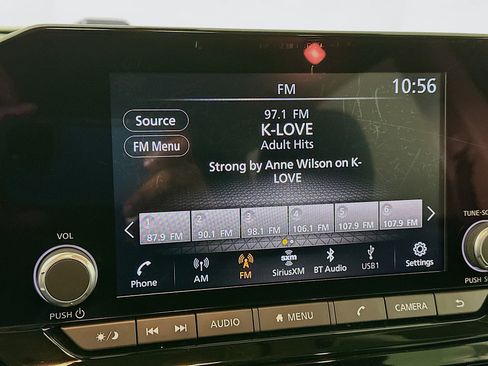 FM
10:56
Source
FM Menu
97.1 FM
K-LOVE
Adult Hits
Strong by Anne Wilson on K-
LOVE
1 2 3 4 5 6
87.9 FM 90.1 FM 98.1 FM 106.1 FM 107.9 FM 107.9 FM
Phone AM FM SiriusXM BT Audio USB1 Settings
sxm
VOL
PUSH
TUNE-SC
PUSH S
AUDIO MENU CAMERA